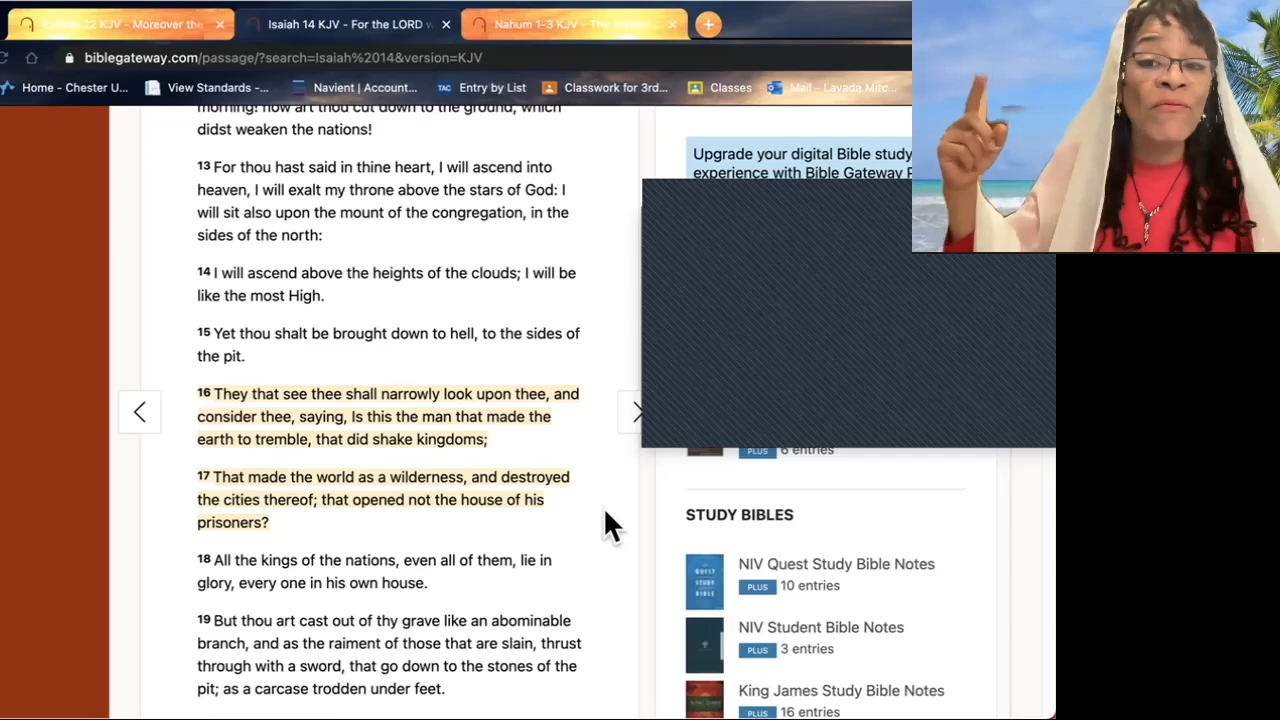 22 KJV - Moreover the
Isaiah 14 KJV - For the LORD
Nahum 1-3 KJV - The
biblegateway.com/passage/?search=Isaiah%2014&version=KJV
Home - Chester U...
View Standards -...
Navient | Account...
TAC Entry by List
Classwork for 3rd...
Classes
Mail - Lavada Mitc...
morning! how art thou cut down to the ground, which
didst weaken the nations!
13 For thou hast said in thine heart, I will ascend into
heaven, I will exalt my throne above the stars of God: I
will sit also upon the mount of the congregation, in the
sides of the north:
14 I will ascend above the heights of the clouds; I will be
like the most High.
15 Yet thou shalt be brought down to hell, to the sides of
the pit.
16 They that see thee shall narrowly look upon thee, and
consider thee, saying, Is this the man that made the
earth to tremble, that did shake kingdoms;
17 That made the world as a wilderness, and destroyed
the cities thereof; that opened not the house of his
prisoners?
18 All the kings of the nations, even all of them, lie in
glory, every one in his own house.
19 But thou art cast out of thy grave like an abominable
branch, and as the raiment of those that are slain, thrust
through with a sword, that go down to the stones of the
pit; as a carcase trodden under feet.
Upgrade your digital Bible study
experience with Bible Gateway
PLUS 6 entries
STUDY BIBLES
QUEST STUDY BIBLE
NIV Quest Study Bible Notes
PLUS 10 entries
NIV Student Bible Notes
PLUS 3 entries
King James Study Bible Notes
PLUS 16 entries